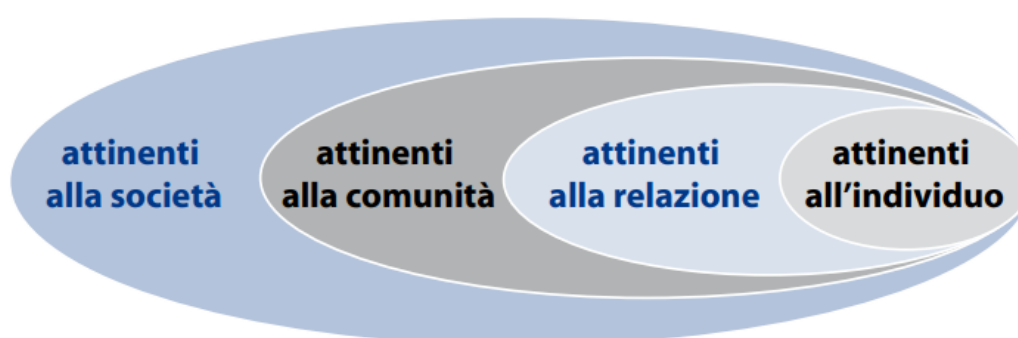 attinenti
alla società
attinenti
alla comunità
attinenti
alla relazione
attinenti
all’individuo